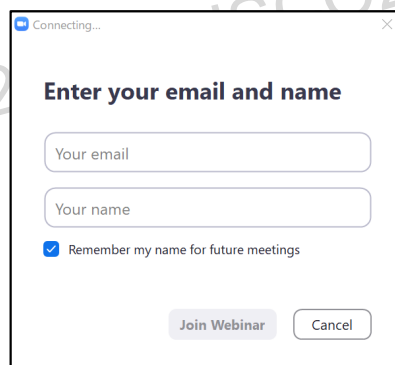 Connecting...
Enter your email and name
Your email
Your name
Remember my name for future meetings
Join Webinar
Cancel